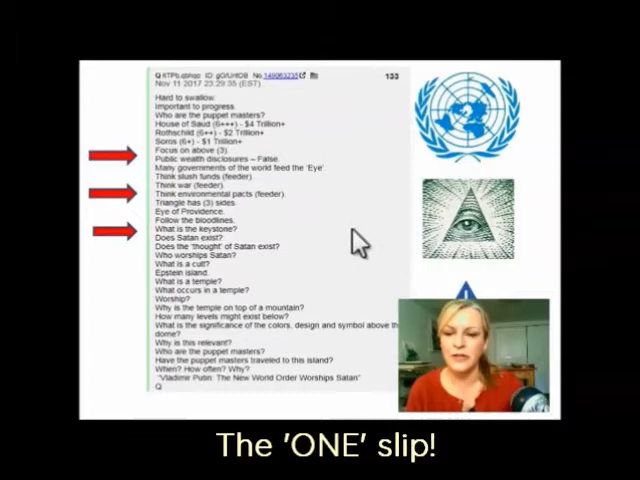 Q !ITPb.qbhqo ID: gO/UntOB No.149063235
133
Nov 11 2017 23:29:35 (EST)
Hard to swallow.
Important to progress.
Who are the puppet masters?
House of Saud (6+++) - $4 Trillion+
Rothschild (6++) - $2 Trillion+
Soros (6+) - $1 Trillion+
Focus on above (3).
Public wealth disclosures – False.
Many governments of the world feed the 'Eye'.
Think slush funds (feeder).
Think war (feeder).
Think environmental pacts (feeder).
Triangle has (3) sides.
Eye of Providence.
Follow the bloodlines.
What is the keystone?
Does Satan exist?
Does the 'thought' of Satan exist?
Who worships Satan?
What is a cult?
Epstein island.
What is a temple?
What occurs in a temple?
Worship?
Why is the temple on top of a mountain?
How many levels might exist below?
What is the significance of the colors, design and symbol above th
dome?
Why is this relevant?
Who are the puppet masters?
Have the puppet masters traveled to this island?
When? How often? Why?
"Vladimir Putin: The New World Order Worships Satan"
Q
The 'ONE' slip!